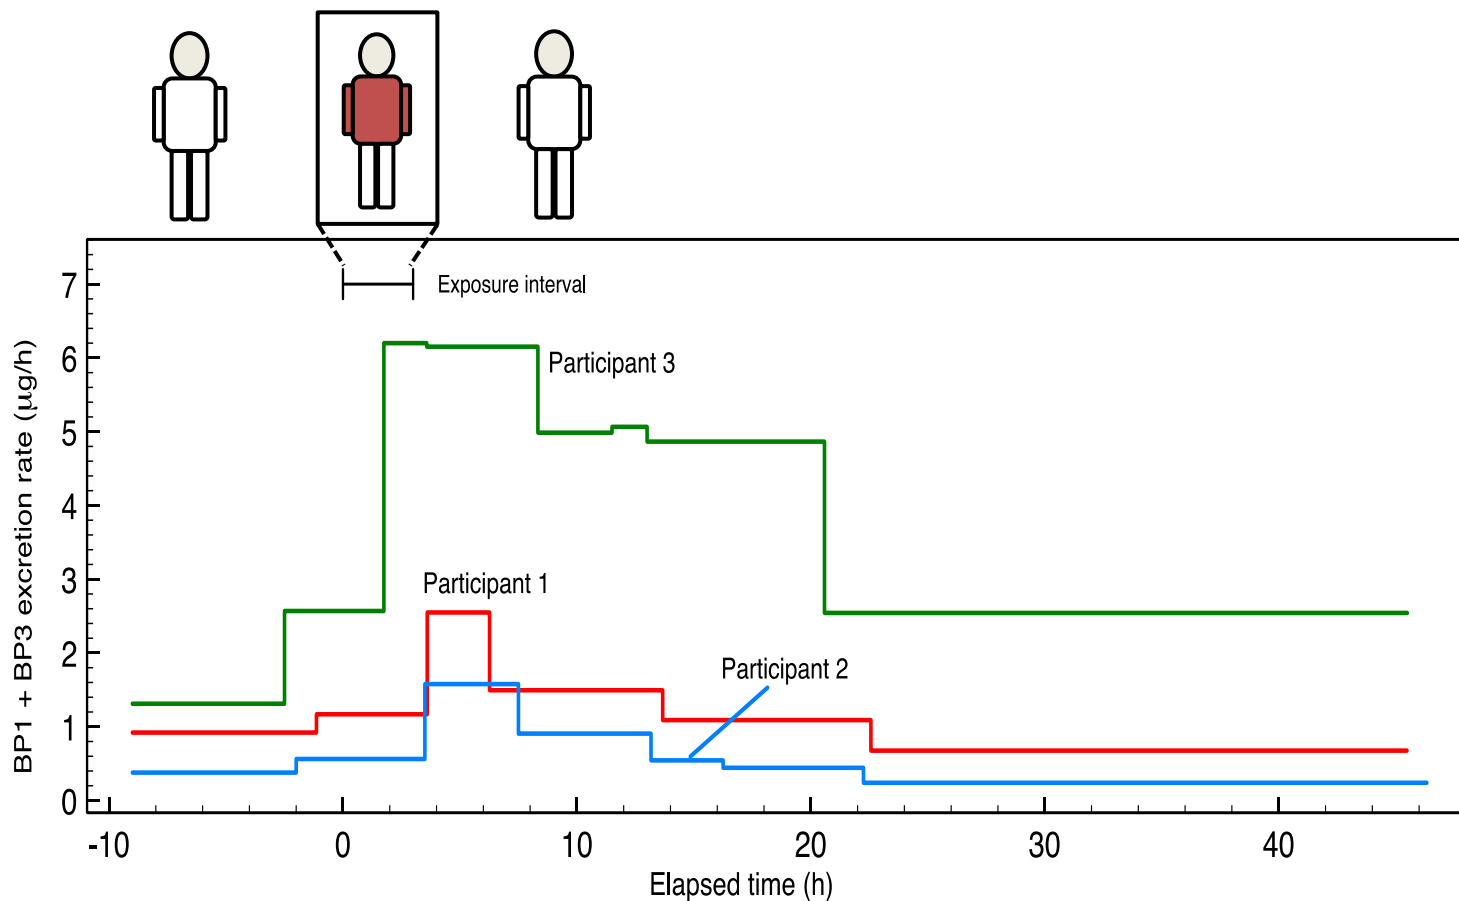 Exposure interval
7
6
5
4
3
2
1
0
BP1 + BP3 excretion rate (μg/h)
Participant 3
Participant 1
Participant 2
-10 0 10 20 30 40
Elapsed time (h)